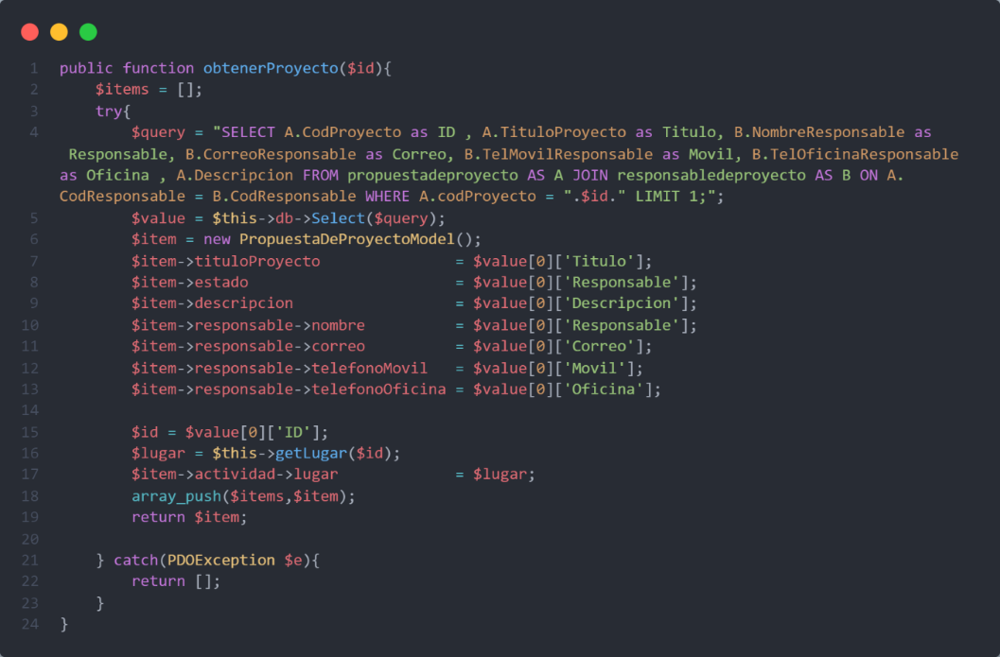 1 public function obtenerProyecto($id){
2 $items = [];
3 try{
4 $query = "SELECT A.CodProyecto as ID , A.TituloProyecto as Titulo, B.NombreResponsable as
Responsable, B.CorreoResponsable as Correo, B.TelMovilResponsable as Movil, B.TelOficinaResponsable
as Oficina , A.Descripcion FROM propuestadeproyecto AS A JOIN responsabledeproyecto AS B ON A.
CodResponsable = B.CodResponsable WHERE A.codProyecto = ".$id." LIMIT 1;";
5 $value = $this->db->Select($query);
6 $item = new PropuestaDeProyectoModel();
7 $item->tituloProyecto = $value[0]['Titulo'];
8 $item->estado = $value[0]['Responsable'];
9 $item->descripcion = $value[0]['Descripcion'];
10 $item->responsable->nombre = $value[0]['Responsable'];
11 $item->responsable->correo = $value[0]['Correo'];
12 $item->responsable->telefonoMovil = $value[0]['Movil'];
13 $item->responsable->telefonoOficina = $value[0]['Oficina'];
14
15 $id = $value[0]['ID'];
16 $lugar = $this->getLugar($id);
17 $item->actividad->lugar = $lugar;
18 array_push($items,$item);
19 return $item;
20
21 } catch(PDOException $e){
22 return [];
23 }
24 }